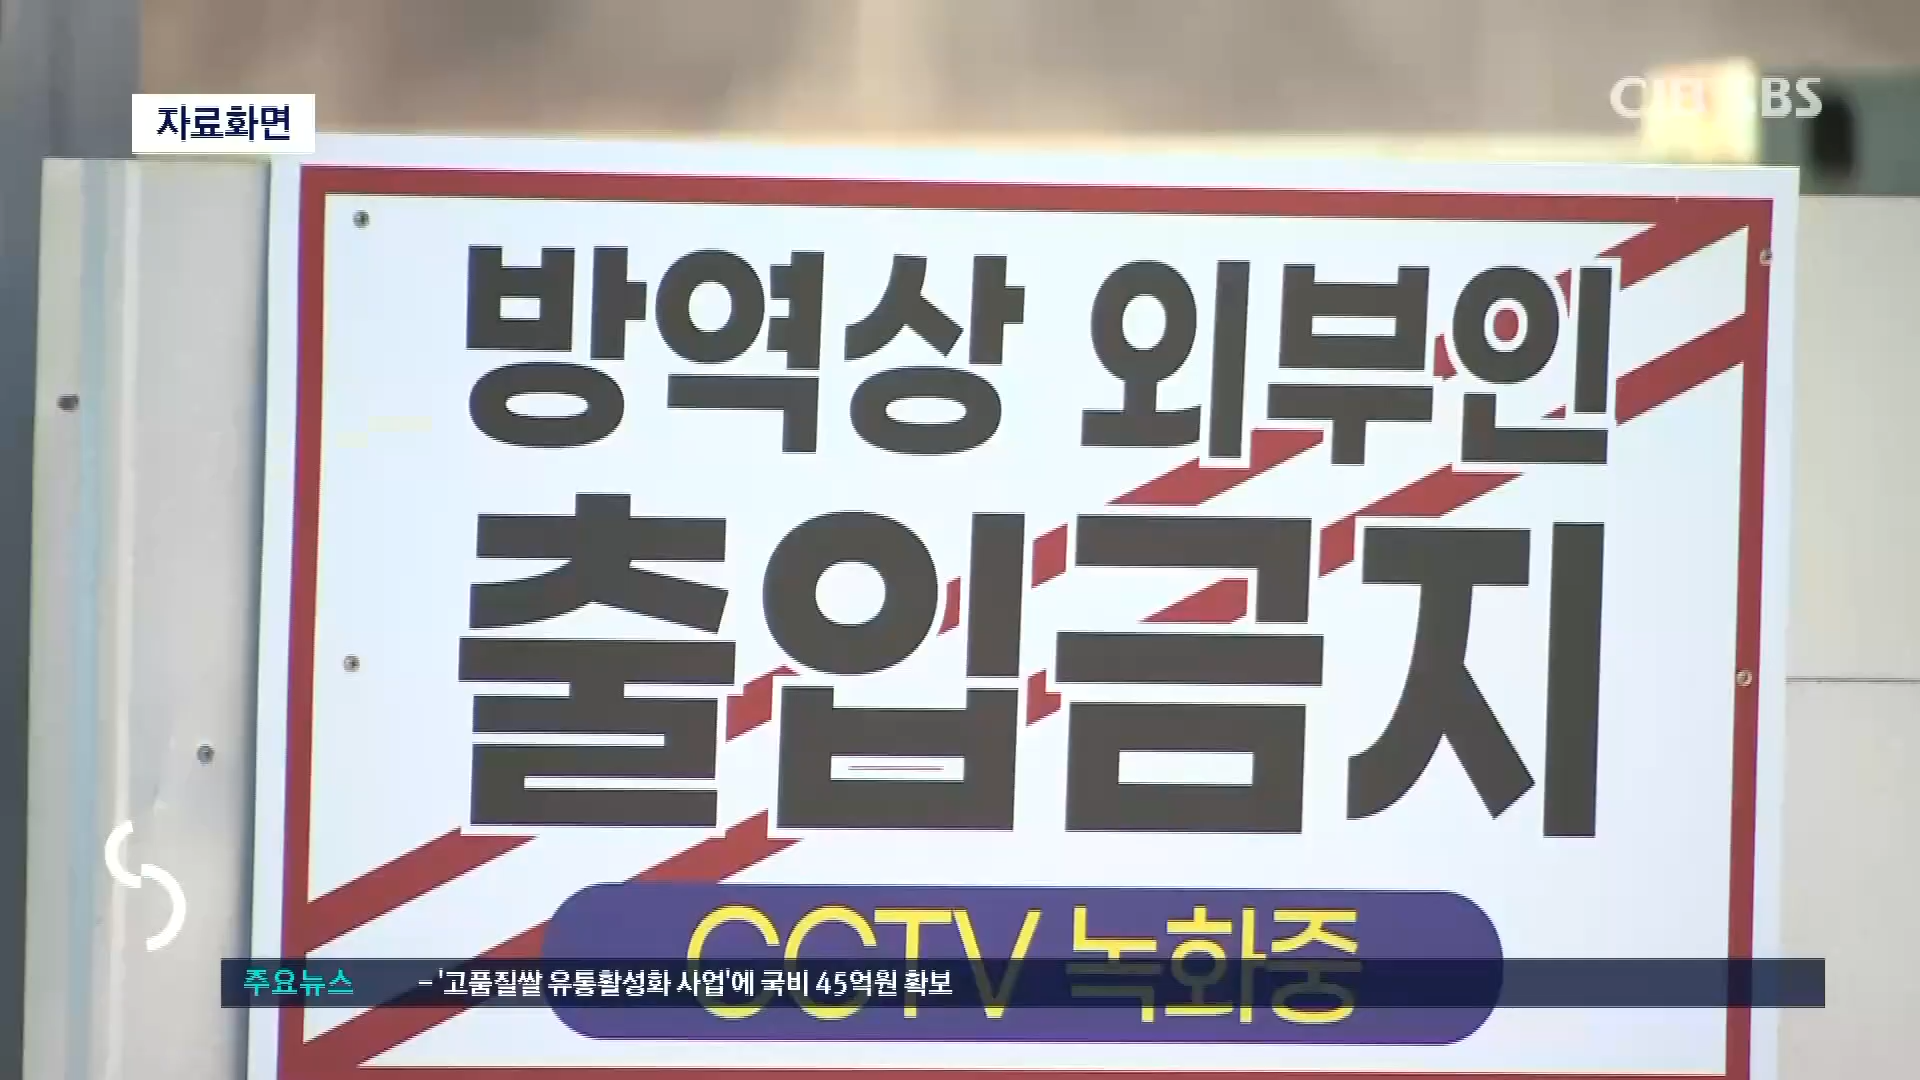 자료화면
CJB SBS
방역상 외부인
출입금지
CCTV 녹화중
주요뉴스 - '고품질쌀 유통활성화 사업'에 국비 45억원 확보